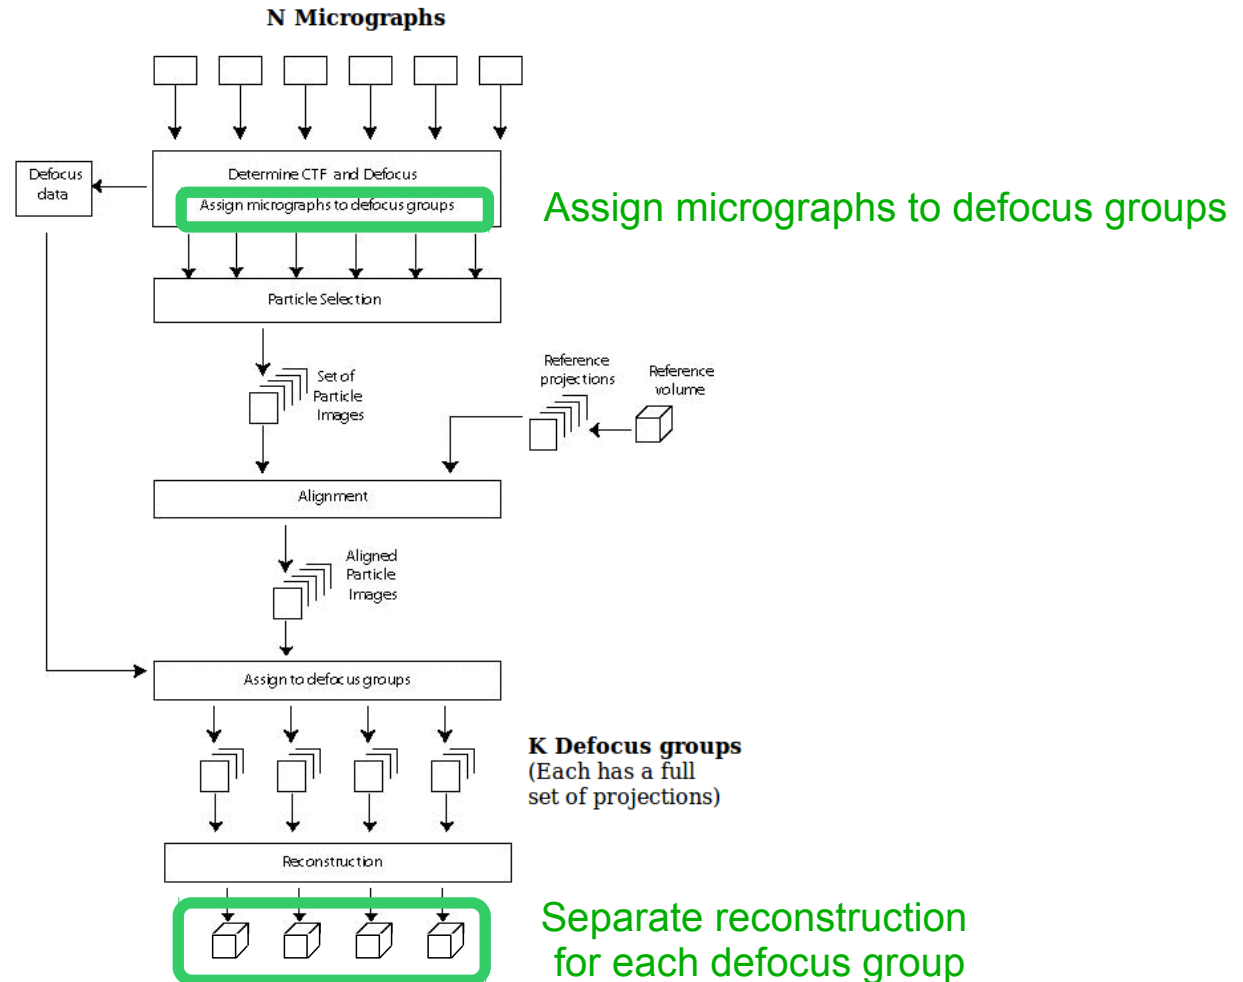 N Micrographs
Defocus
data
Determine CTF and Defocus
Assign micrographs to defocus groups
Assign micrographs to defocus groups
Particle Selection
Set of
Particle
Images
Reference
projections
Reference
volume
Alignment
Aligned
Particle
Images
Assign to defocus groups
K Defocus groups
(Each has a full
set of projections)
Reconstruction
Separate reconstruction
for each defocus group